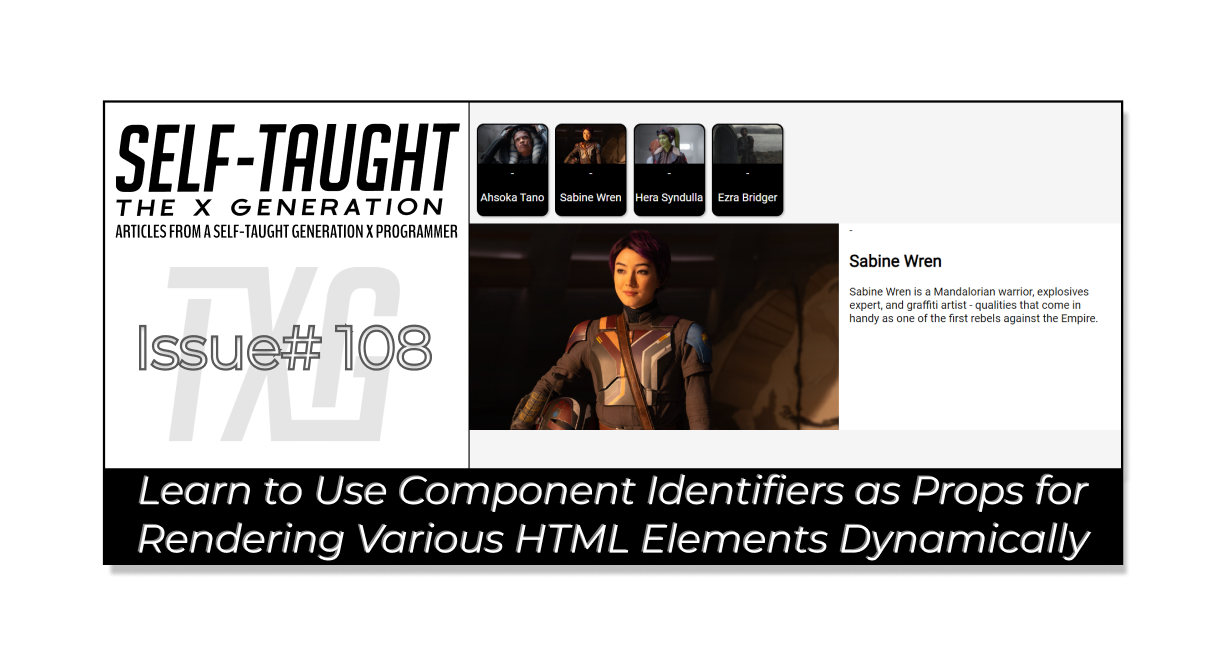 SELF-TAUGHT
THE X GENERATION
ARTICLES FROM A SELF-TAUGHT GENERATION X PROGRAMMER
TXG
Issue# 108
-
Ahsoka Tano
-
Sabine Wren
-
Hera Syndulla
-
Ezra Bridger
-
Sabine Wren
Sabine Wren is a Mandalorian warrior, explosives
expert, and graffiti artist - qualities that come in
handy as one of the first rebels against the Empire.
Learn to Use Component Identifiers as Props for
Rendering Various HTML Elements Dynamically